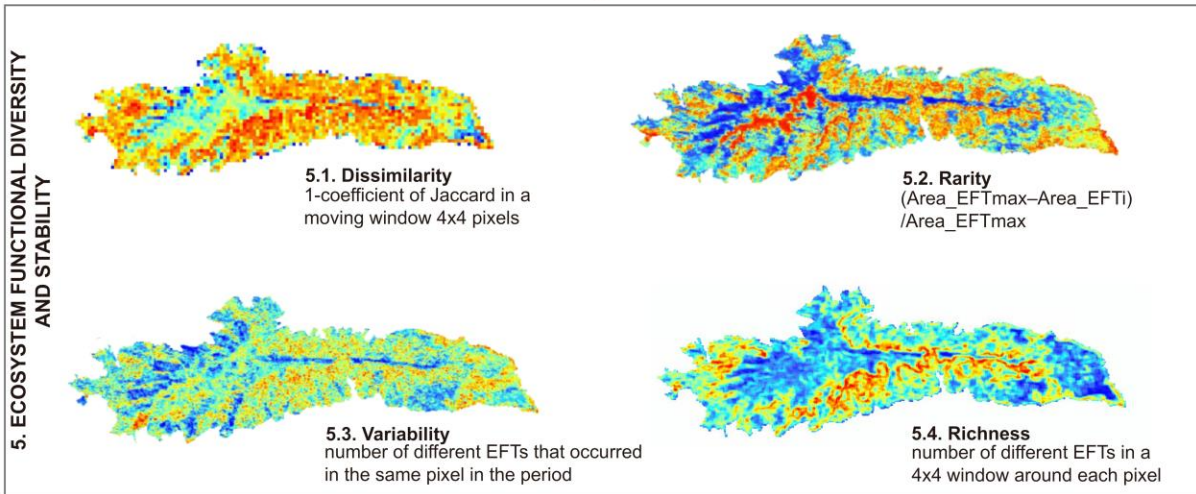 5. ECOSYSTEM FUNCTIONAL DIVERSITY
AND STABILITY
5.1. Dissimilarity
1-coefficient of Jaccard in a
moving window 4x4 pixels
5.2. Rarity
(Area_EFTmax–Area_EFTi)
/Area_EFTmax
5.3. Variability
number of different EFTs that occurred
in the same pixel in the period
5.4. Richness
number of different EFTs in a
4x4 window around each pixel